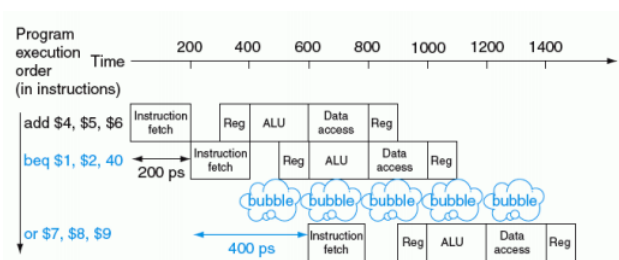 Program
execution
order
(in instructions)
Time
200 400 600 800 1000 1200 1400
add $4, $5, $6
Instruction
fetch
Reg
ALU
Data
access
Reg
beq $1, $2, 40
200 ps
Instruction
fetch
Reg
ALU
Data
access
Reg
bubble bubble bubble bubble bubble
or $7, $8, $9
400 ps
Instruction
fetch
Reg
ALU
Data
access
Reg